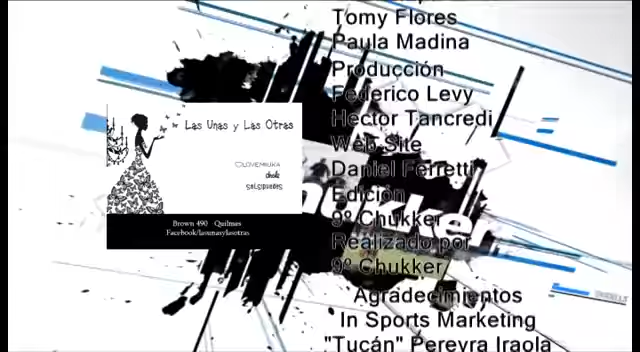 Tomy Flores
Paula Madina
Producción
Federico Levy
Hector Tancredi
Web Site
Daniel Ferretti
Edición
9º Chukker
Realizado por
9º Chukker
Agradecimientos
In Sports Marketing
"Tucán" Pereyra Iraola
Las Unas y Las Otras
Brown 490 Quilmes
Facebook/lasunasylasotras